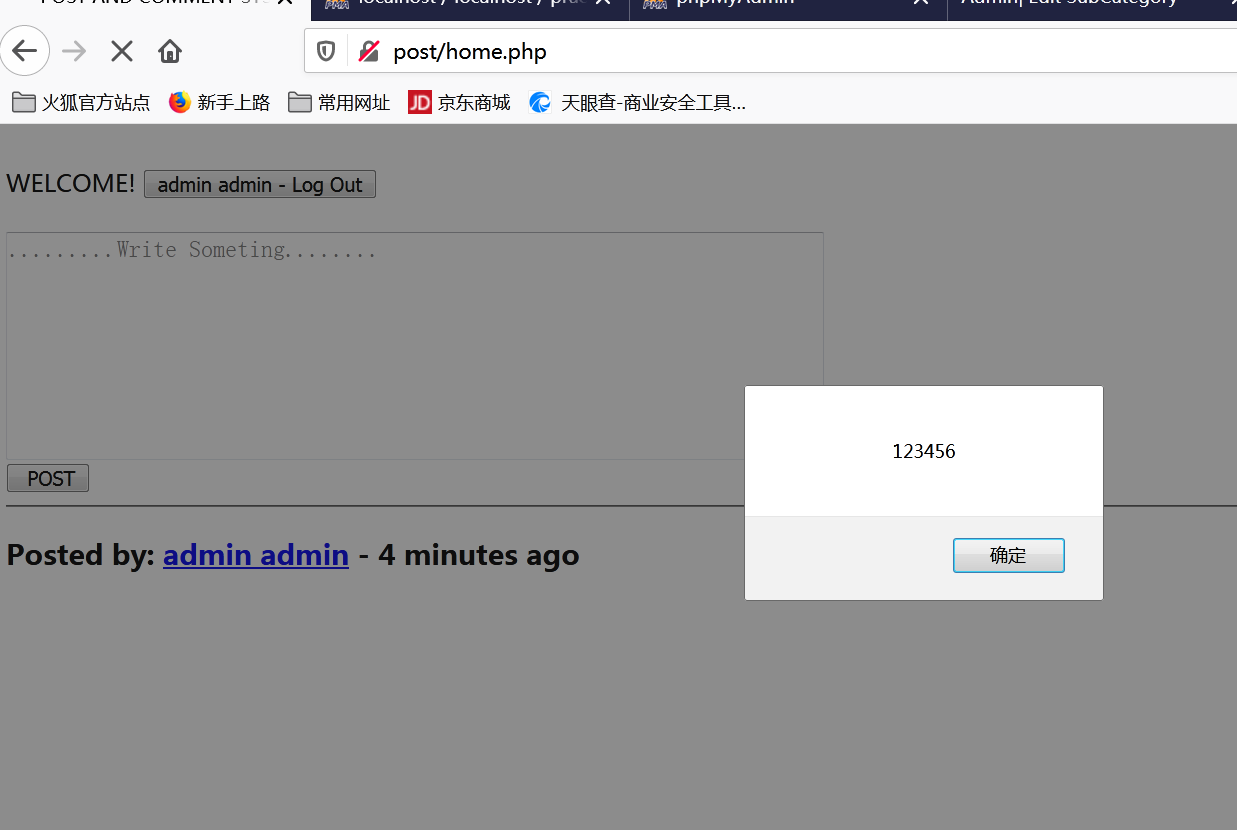 POST AND COMMENT SYS
localhost / localhost / prac
phpMyAdmin
Admin| Edit SubCategory
post/home.php
火狐官方站点 新手上路 常用网址 JD 京东商城 天眼查-商业安全工具...
WELCOME! admin admin - Log Out
.........Write Someting........
123456
POST
确定
Posted by: admin admin - 4 minutes ago